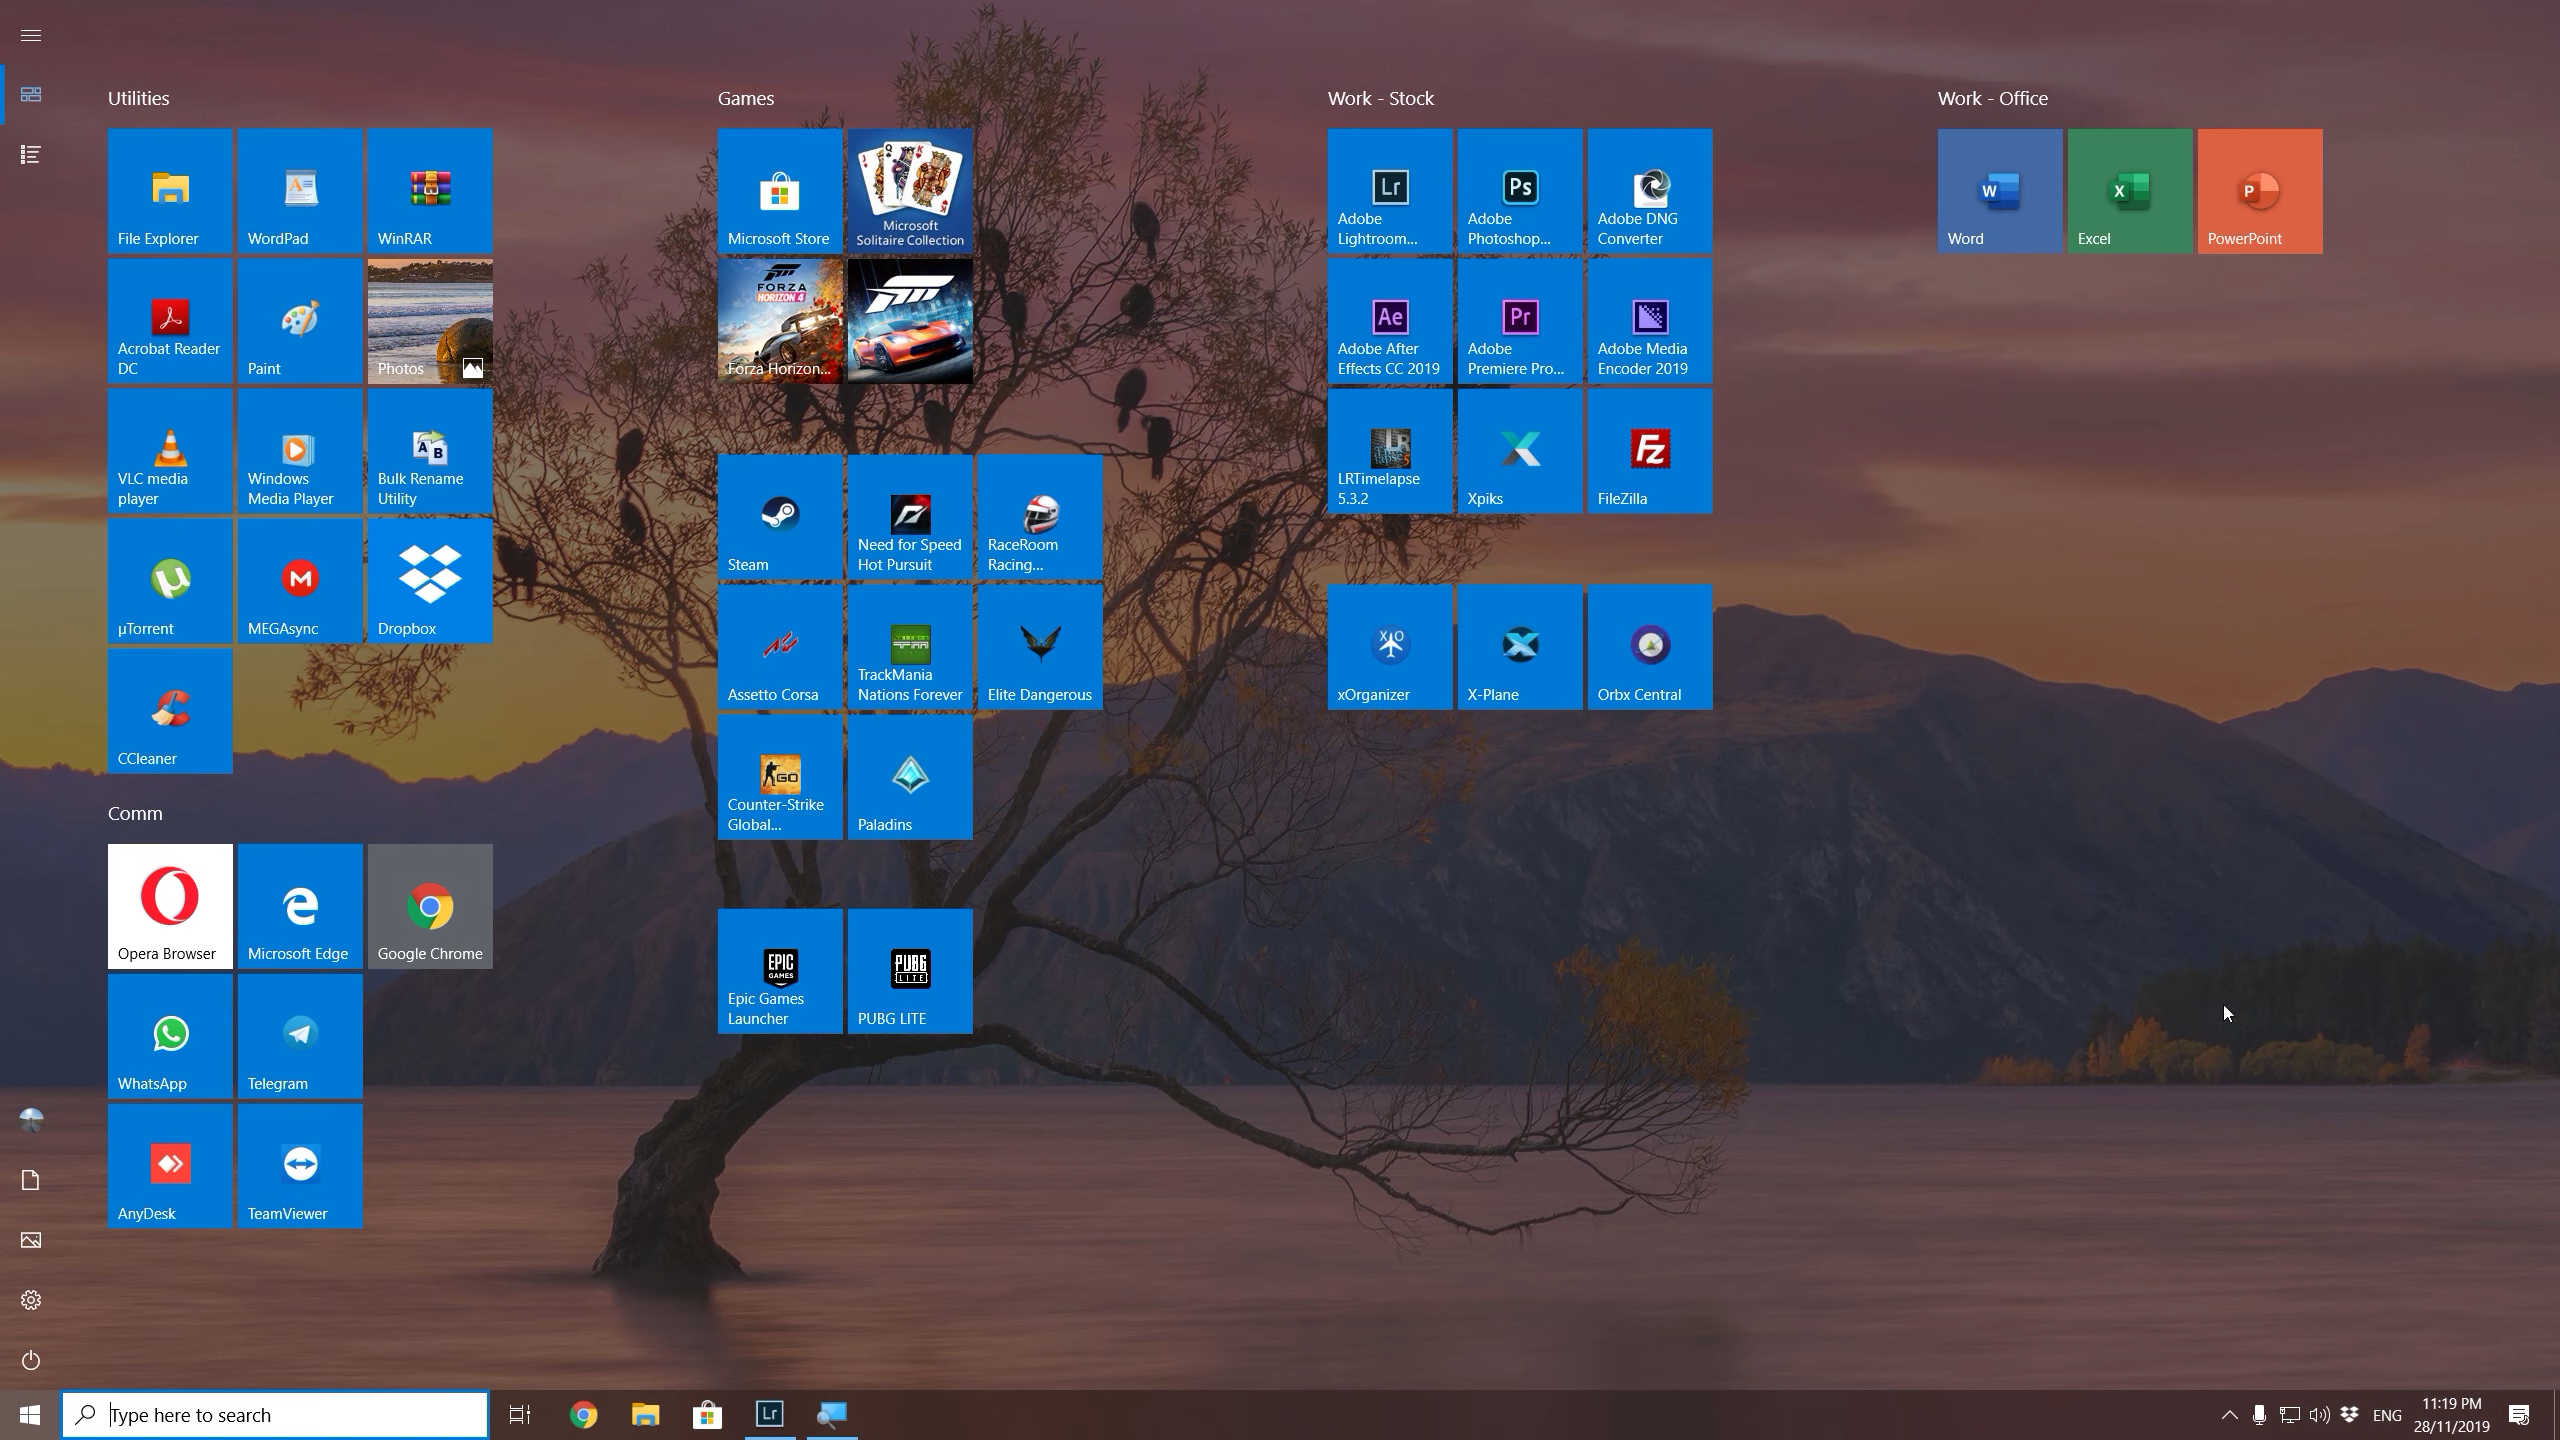 Utilities
File Explorer
WordPad
WinRAR
Acrobat Reader
DC
Paint
Photos
VLC media
player
Windows
Media Player
Bulk Rename
Utility
µTorrent
MEGAsync
Dropbox
CCleaner
Comm
Opera Browser
Microsoft Edge
Google Chrome
WhatsApp
Telegram
AnyDesk
TeamViewer
Games
Microsoft Store
Microsoft
Solitaire Collection
FORZA
HORIZON 4
Forza Horizon...
Steam
Need for Speed
Hot Pursuit
RaceRoom
Racing...
Assetto Corsa
TrackMania
Nations Forever
Elite Dangerous
GO
Counter-Strike
Global...
Paladins
EPIC
GAMES
Epic Games
Launcher
PUBG
LITE
PUBG LITE
Work - Stock
Lr
Adobe
Lightroom...
Ps
Adobe
Photoshop...
Adobe DNG
Converter
Ae
Adobe After
Effects CC 2019
Pr
Adobe
Premiere Pro...
Adobe Media
Encoder 2019
LRTimelapse
5.3.2
Xpiks
Fz
FileZilla
XO
xOrganizer
X-Plane
Orbx Central
Work - Office
W
Word
X
Excel
P
PowerPoint
Type here to search
Lr
ENG
11:19 PM
28/11/2019